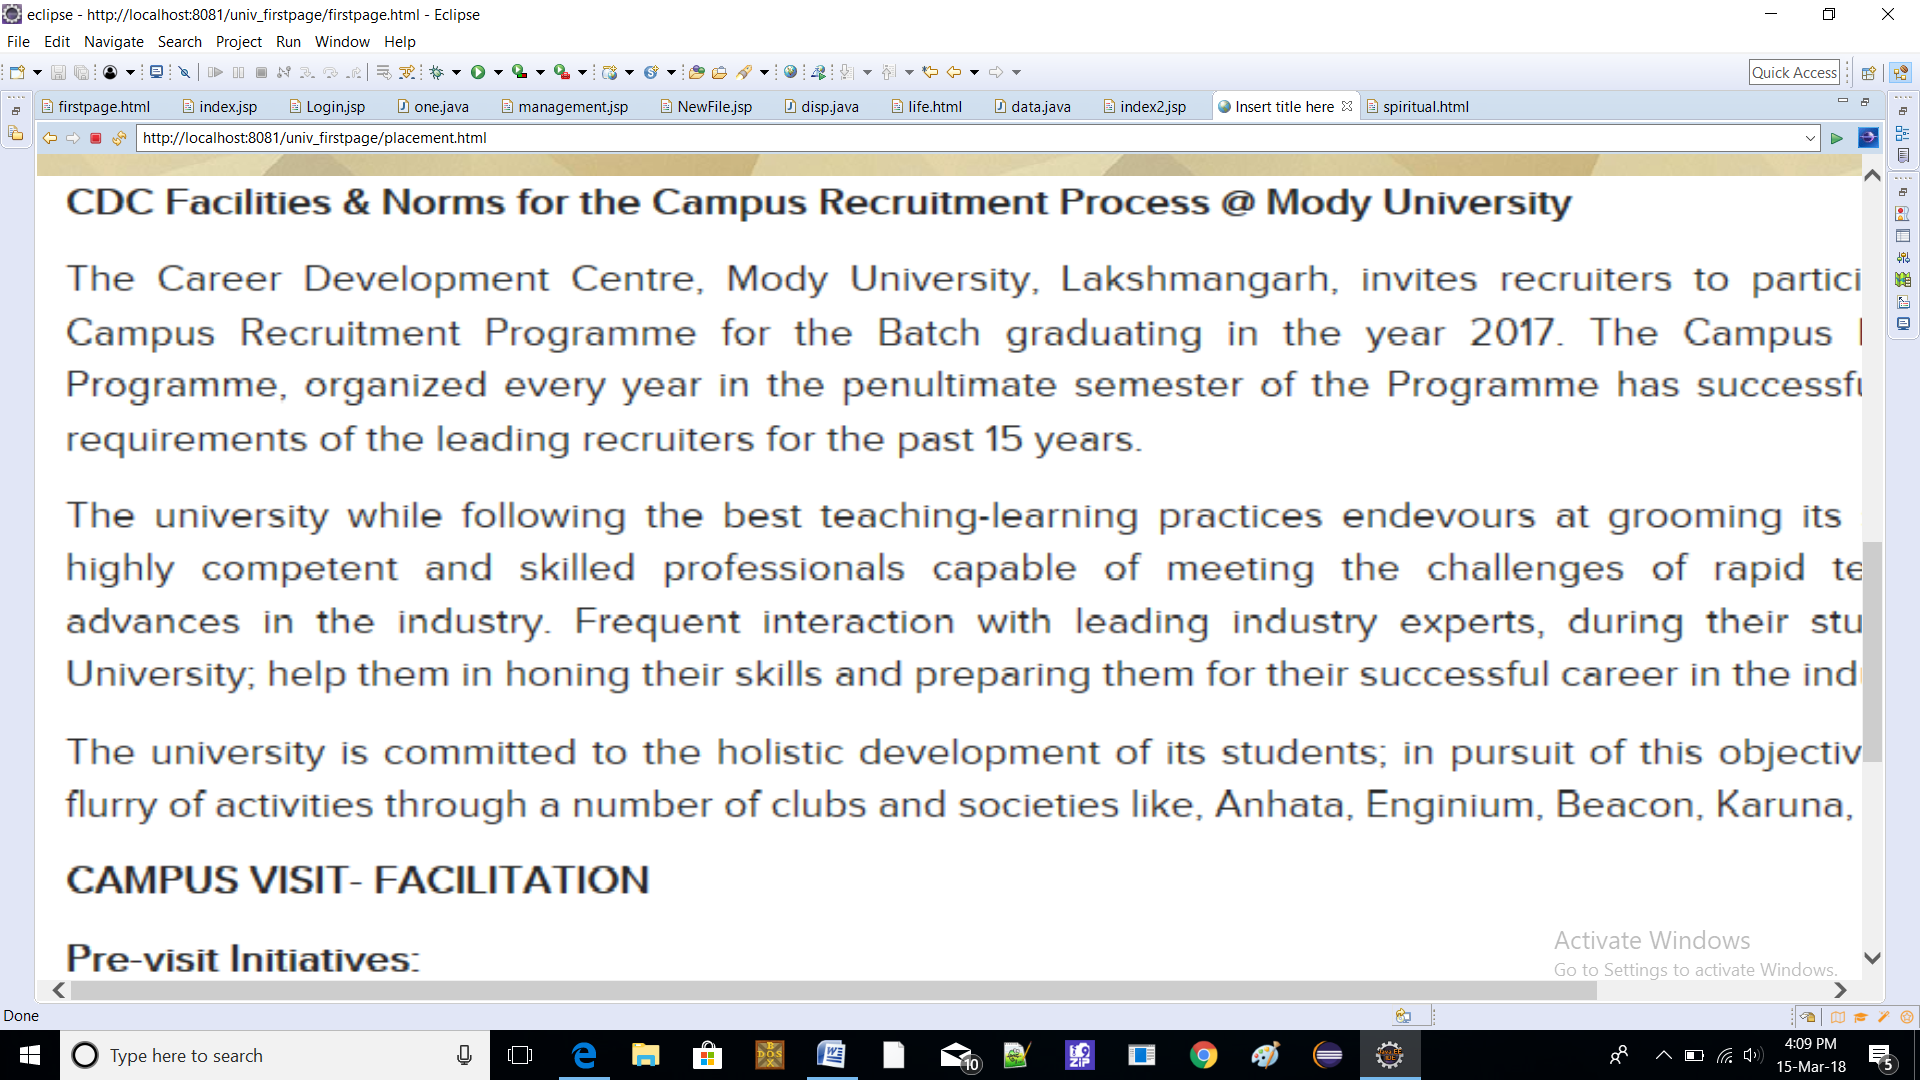 eclipse - http://localhost:8081/univ_firstpage/firstpage.html - Eclipse
File Edit Navigate Search Project Run Window Help
Quick Access
firstpage.html index.jsp Login.jsp one.java management.jsp NewFile.jsp disp.java life.html data.java index2.jsp Insert title here spiritual.html
http://localhost:8081/univ_firstpage/placement.html
CDC Facilities & Norms for the Campus Recruitment Process @ Mody University
The Career Development Centre, Mody University, Lakshmangarh, invites recruiters to partici
Campus Recruitment Programme for the Batch graduating in the year 2017. The Campus
Programme, organized every year in the penultimate semester of the Programme has successfu
requirements of the leading recruiters for the past 15 years.
The university while following the best teaching-learning practices endevours at grooming its
highly competent and skilled professionals capable of meeting the challenges of rapid te
advances in the industry. Frequent interaction with leading industry experts, during their stu
University; help them in honing their skills and preparing them for their successful career in the ind
The university is committed to the holistic development of its students; in pursuit of this objectiv
flurry of activities through a number of clubs and societies like, Anhata, Enginium, Beacon, Karuna,
CAMPUS VISIT- FACILITATION
Pre-visit Initiatives:
Activate Windows
Go to Settings to activate Windows.
Done
Type here to search
10
4:09 PM
15-Mar-18
5